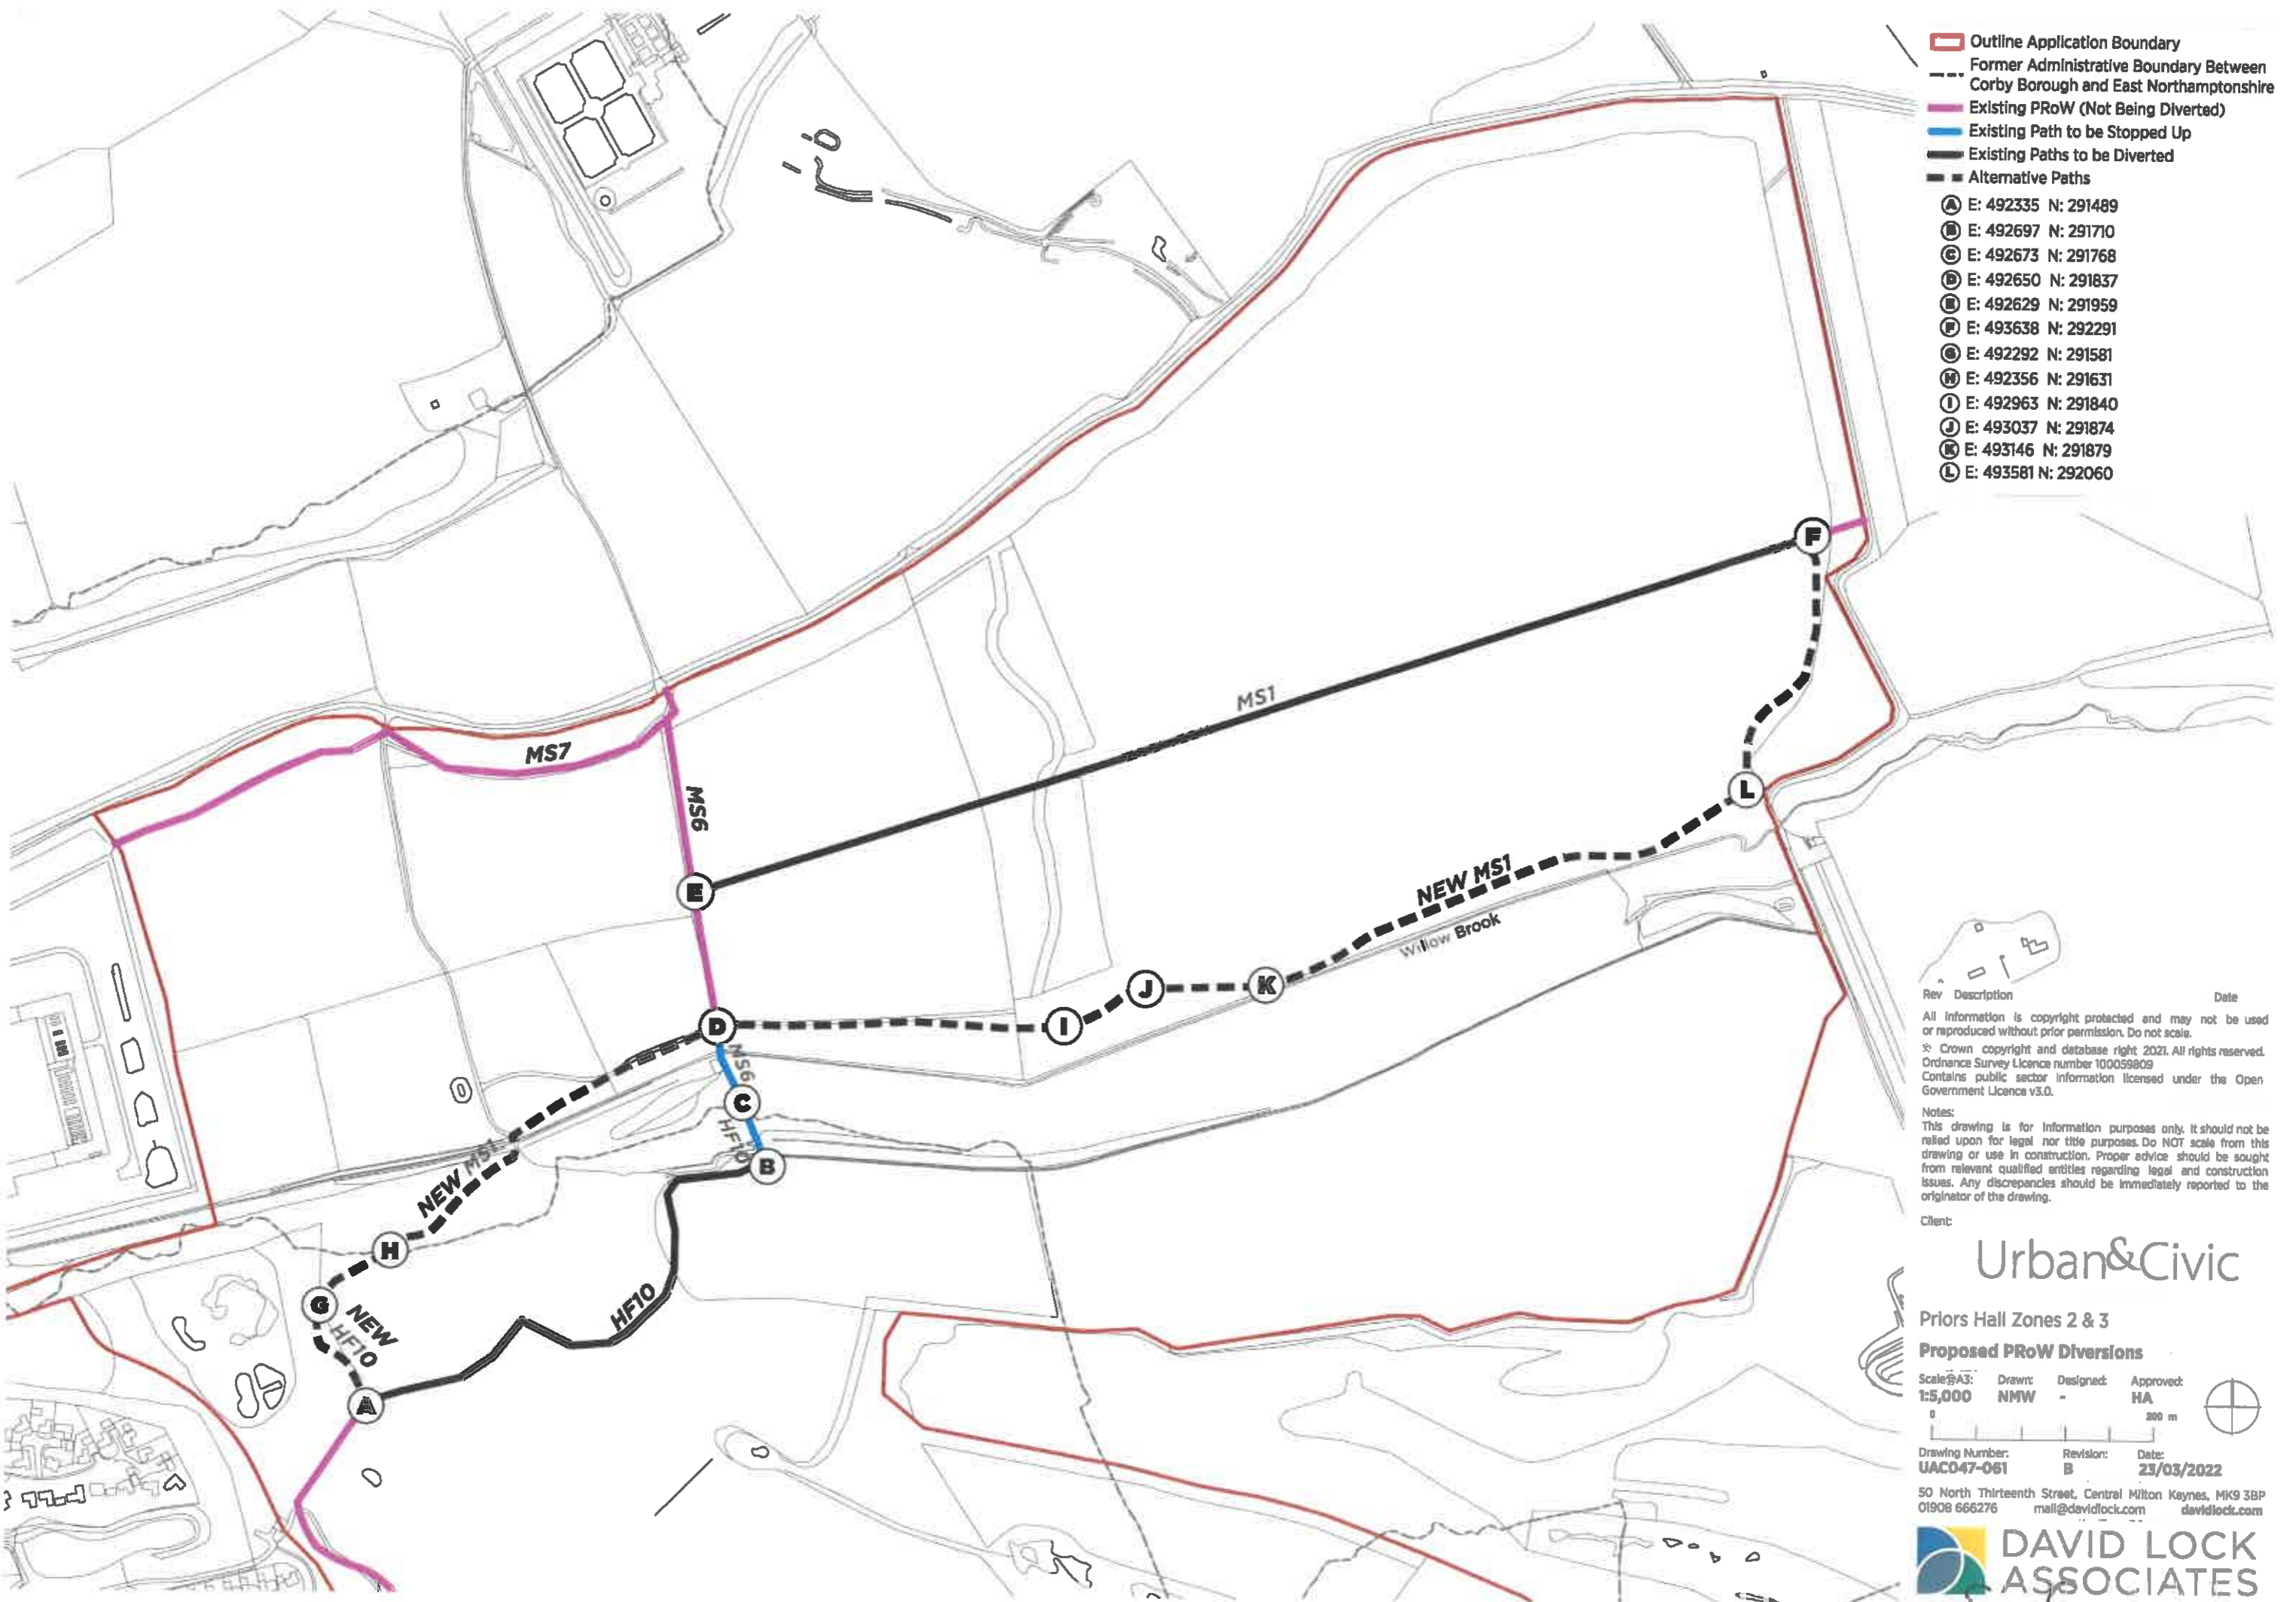 Outline Application Boundary
Former Administrative Boundary Between
Corby Borough and East Northamptonshire
Existing PRoW (Not Being Diverted)
Existing Path to be Stopped Up
Existing Paths to be Diverted
Alternative Paths
A E: 492335 N: 291489
B E: 492697 N: 291710
C E: 492673 N: 291768
D E: 492650 N: 291837
E E: 492629 N: 291959
F E: 493638 N: 292291
G E: 492292 N: 291581
H E: 492356 N: 291631
I E: 492963 N: 291840
J E: 493037 N: 291874
K E: 493146 N: 291879
L E: 493581 N: 292060
F
MS1
MS7
MS6
L
E
NEW MS1
Willow Brook
J
K
D
I
MS6
C
HF10
B
NEW MS1
H
G
NEW
HF10
HF10
A
Rev Description Date
All information is copyright protected and may not be used
or reproduced without prior permission. Do not scale.
© Crown copyright and database right 2021. All rights reserved.
Ordnance Survey Licence number 100059809
Contains public sector information licensed under the Open
Government Licence v3.0.
Notes:
This drawing is for information purposes only. It should not be
relied upon for legal nor title purposes. Do NOT scale from this
drawing or use in construction. Proper advice should be sought
from relevant qualified entities regarding legal and construction
issues. Any discrepancies should be immediately reported to the
originator of the drawing.
Client:
Urban&Civic
Priors Hall Zones 2 & 3
Proposed PRoW Diversions
Scale@A3: Drawn: Designed: Approved:
1:5,000 NMW - HA
0 200 m
Drawing Number: Revision: Date:
UAC047-061 B 23/03/2022
50 North Thirteenth Street, Central Milton Keynes, MK9 3BP
01908 666276 mail@davidlock.com davidlock.com
DAVID LOCK
ASSOCIATES